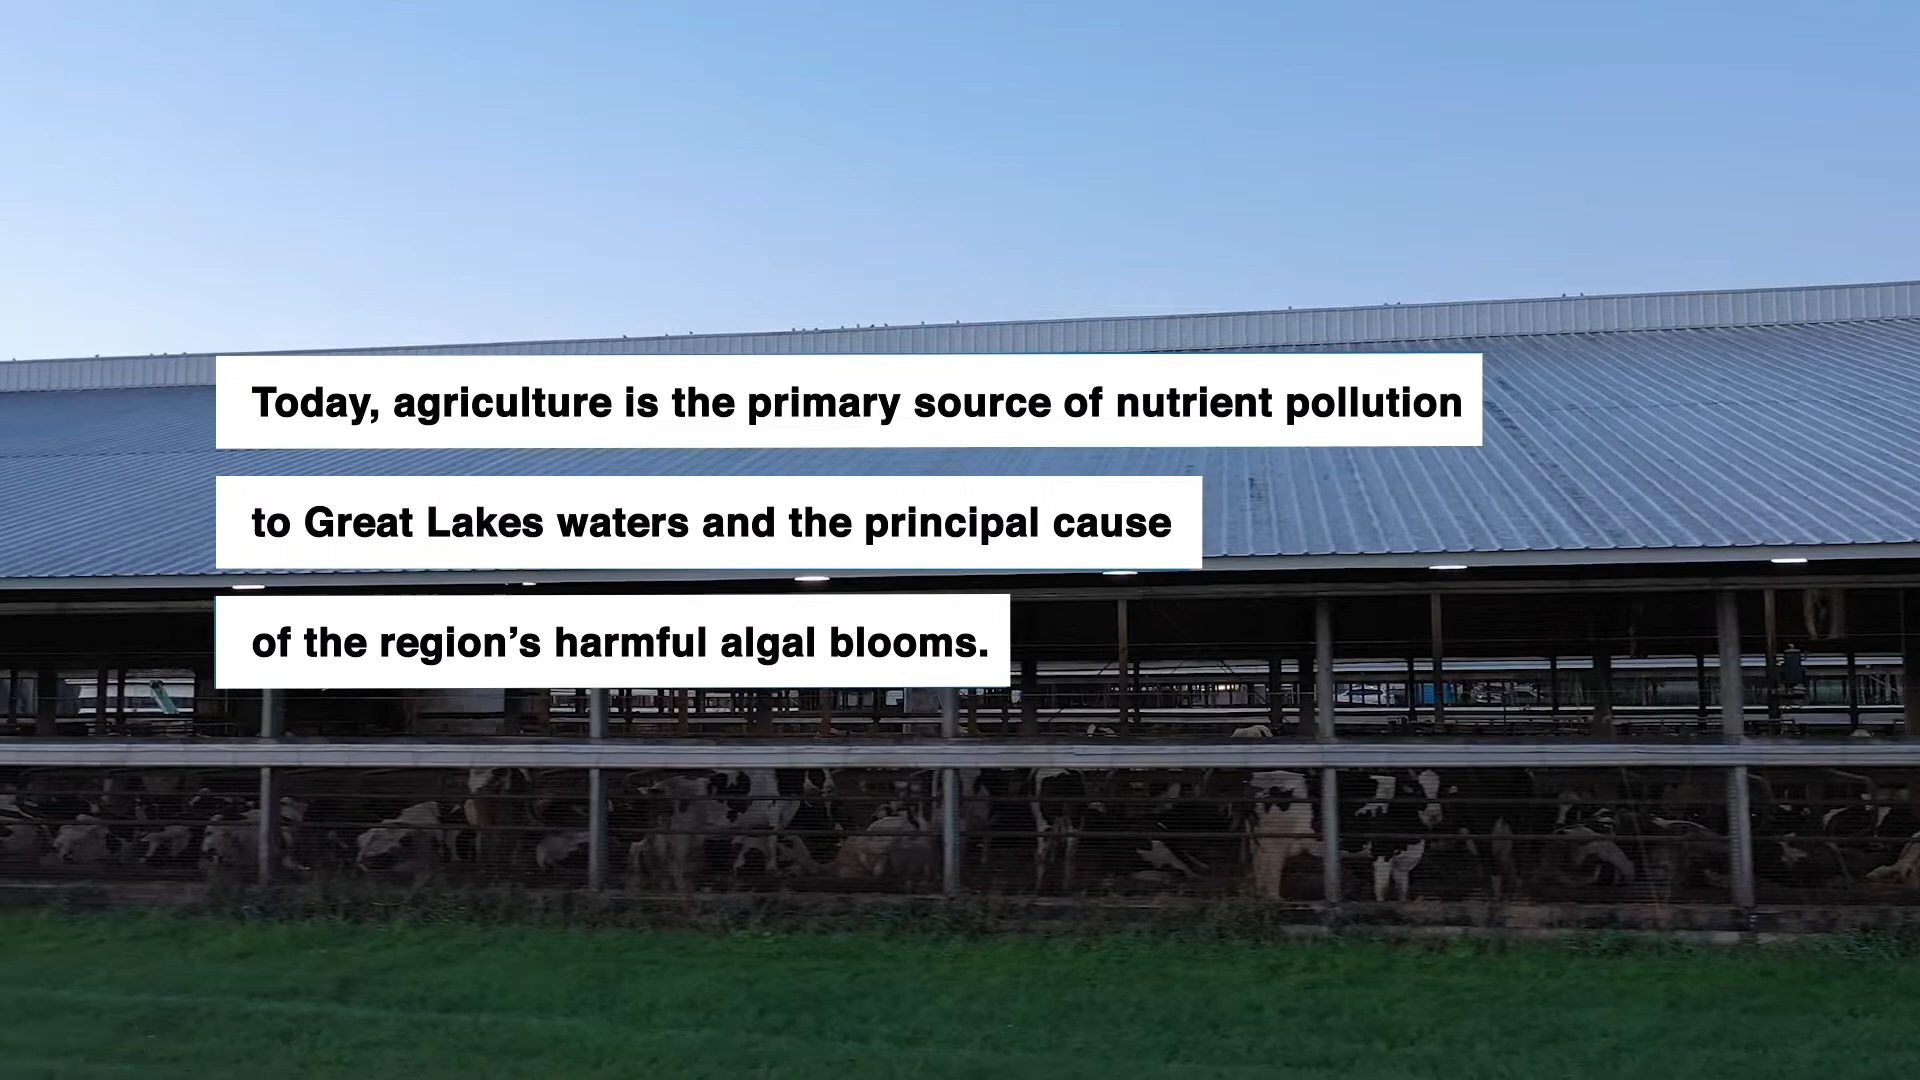 Today, agriculture is the primary source of nutrient pollution
to Great Lakes waters and the principal cause
of the region’s harmful algal blooms.